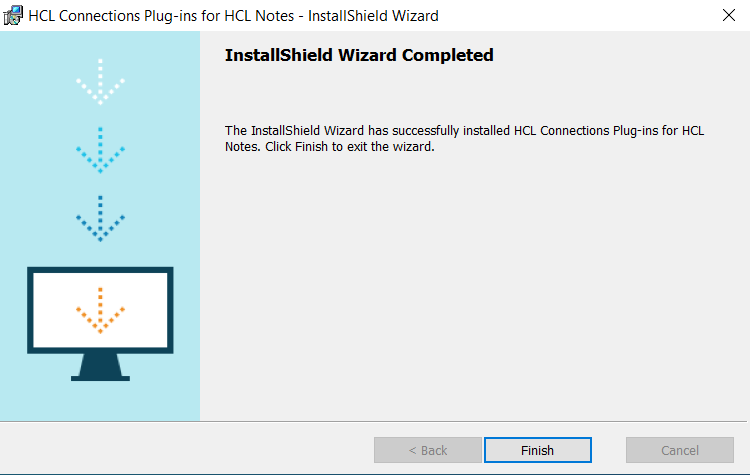 HCL Connections Plug-ins for HCL Notes - InstallShield Wizard
InstallShield Wizard Completed
The InstallShield Wizard has successfully installed HCL Connections Plug-ins for HCL
Notes. Click Finish to exit the wizard.
< Back
Finish
Cancel